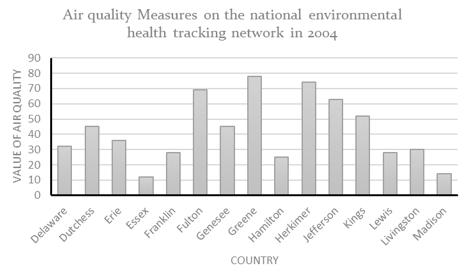 Air quality Measures on the national environmental
health tracking network in 2004
VALUE OF AIR QUALITY
90
80
70
60
50
40
30
20
10
0
Delaware
Dutchess
Erie
Essex
Franklin
Fulton
Genesee
Greene
Hamilton
Herkimer
Jefferson
Kings
Lewis
Livingston
Madison
COUNTRY